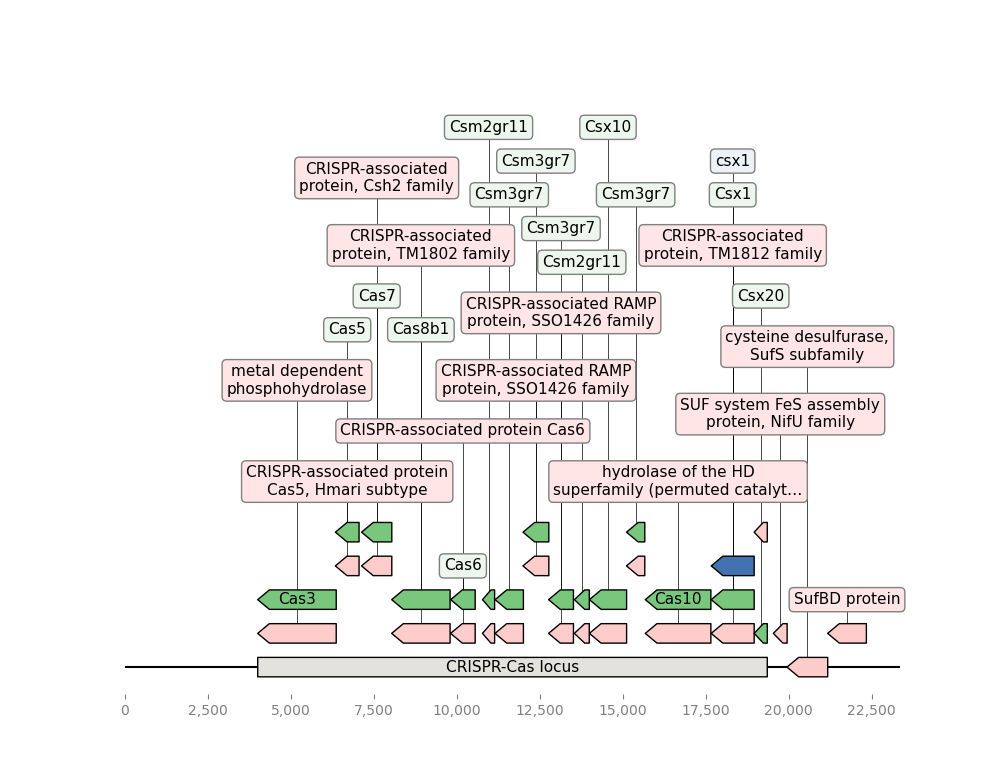 Csm2gr11
Csx10
Csm3gr7
csx1
CRISPR-associated
protein, Csh2 family
Csm3gr7
Csm3gr7
Csx1
Csm3gr7
CRISPR-associated
protein, TM1802 family
CRISPR-associated
protein, TM1812 family
Csm2gr11
Cas7
Csx20
CRISPR-associated RAMP
protein, SSO1426 family
Cas5
Cas8b1
cysteine desulfurase,
SufS subfamily
metal dependent
phosphohydrolase
CRISPR-associated RAMP
protein, SSO1426 family
SUF system FeS assembly
protein, NifU family
CRISPR-associated protein Cas6
CRISPR-associated protein
Cas5, Hmari subtype
hydrolase of the HD
superfamily (permuted catalyt...
Cas6
Cas3
Cas10
SufBD protein
CRISPR-Cas locus
0
2,500
5,000
7,500
10,000
12,500
15,000
17,500
20,000
22,500